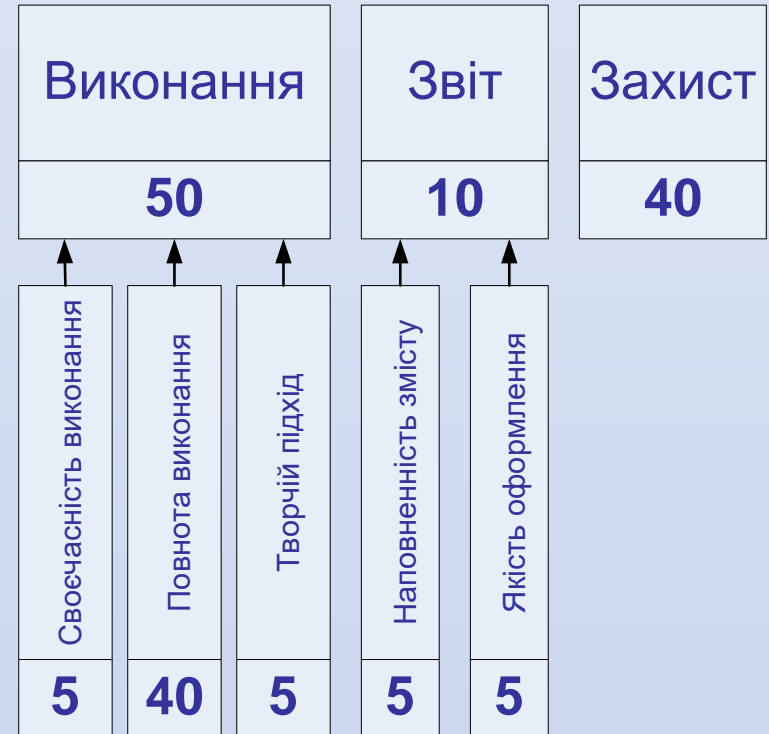 Виконання
Звіт
Захист
50
10
40
Своєчасність виконання
Повнота виконання
Творчій підхід
Наповненність змісту
Якість оформлення
5
40
5
5
5